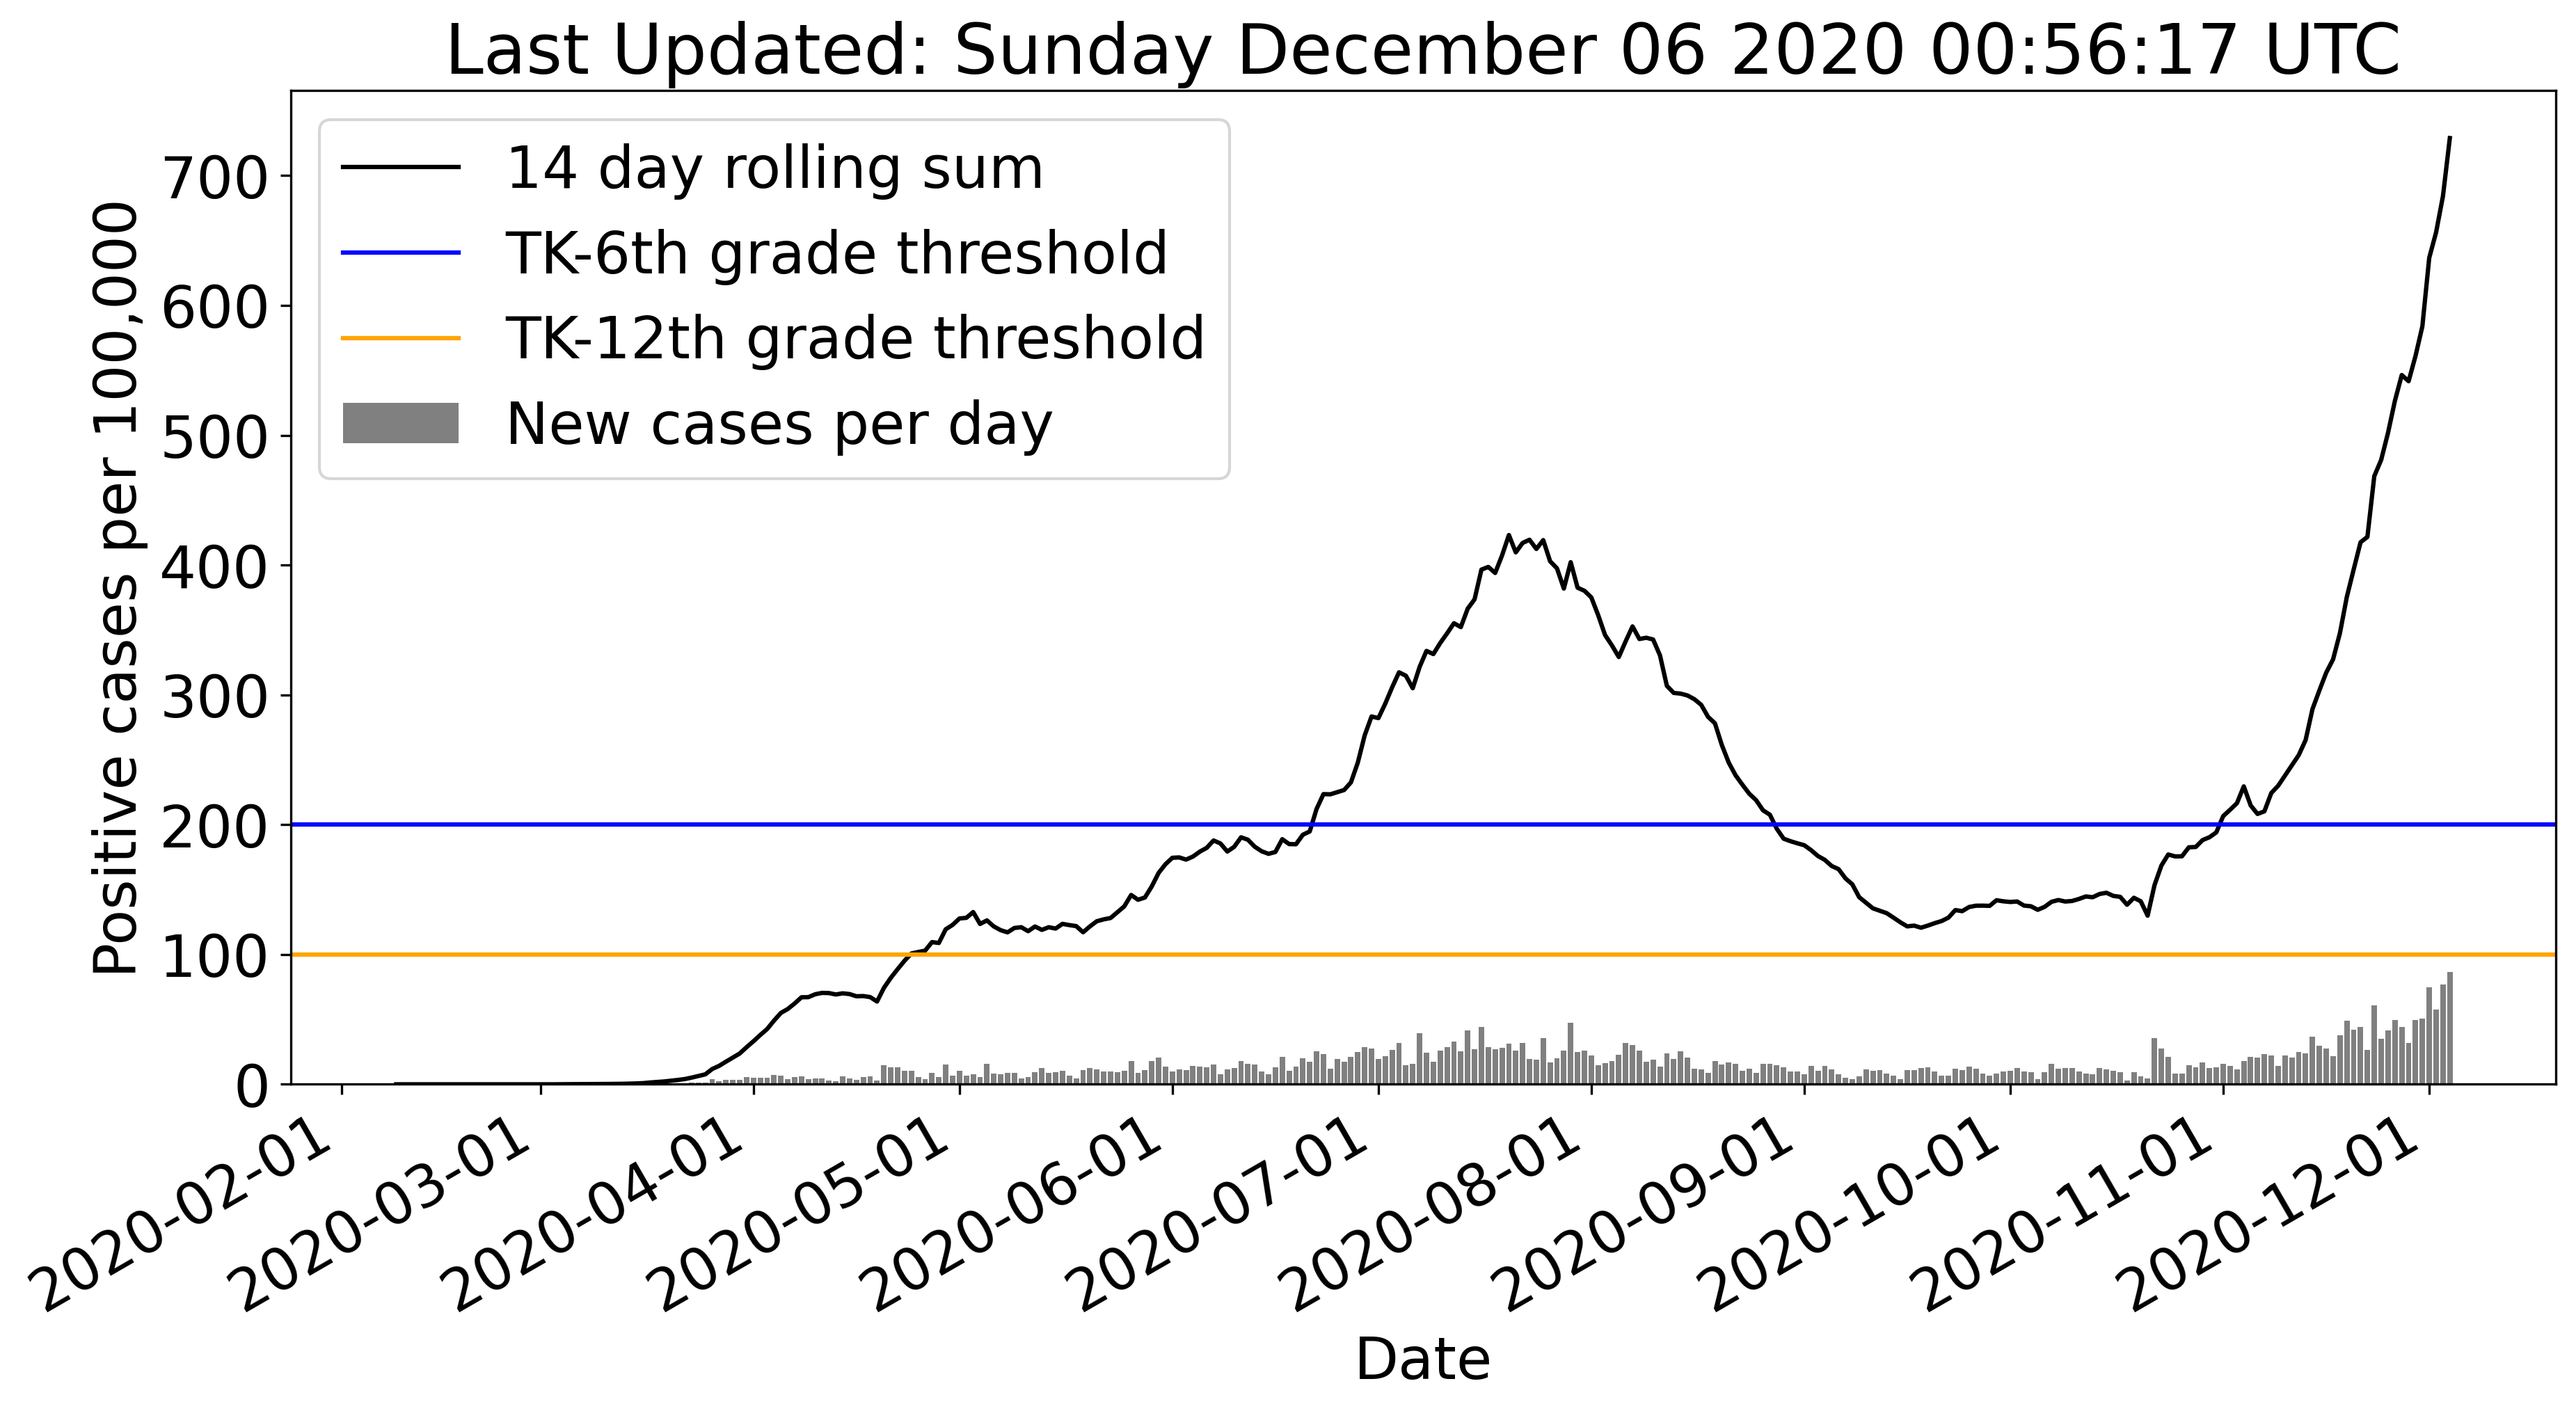 Last Updated: Sunday December 06 2020 00:56:17 UTC
14 day rolling sum
TK-6th grade threshold
TK-12th grade threshold
New cases per day
Positive cases per 100,000
700
600
500
400
300
200
100
0
2020-02-01
2020-03-01
2020-04-01
2020-05-01
2020-06-01
2020-07-01
2020-08-01
2020-09-01
2020-10-01
2020-11-01
2020-12-01
Date